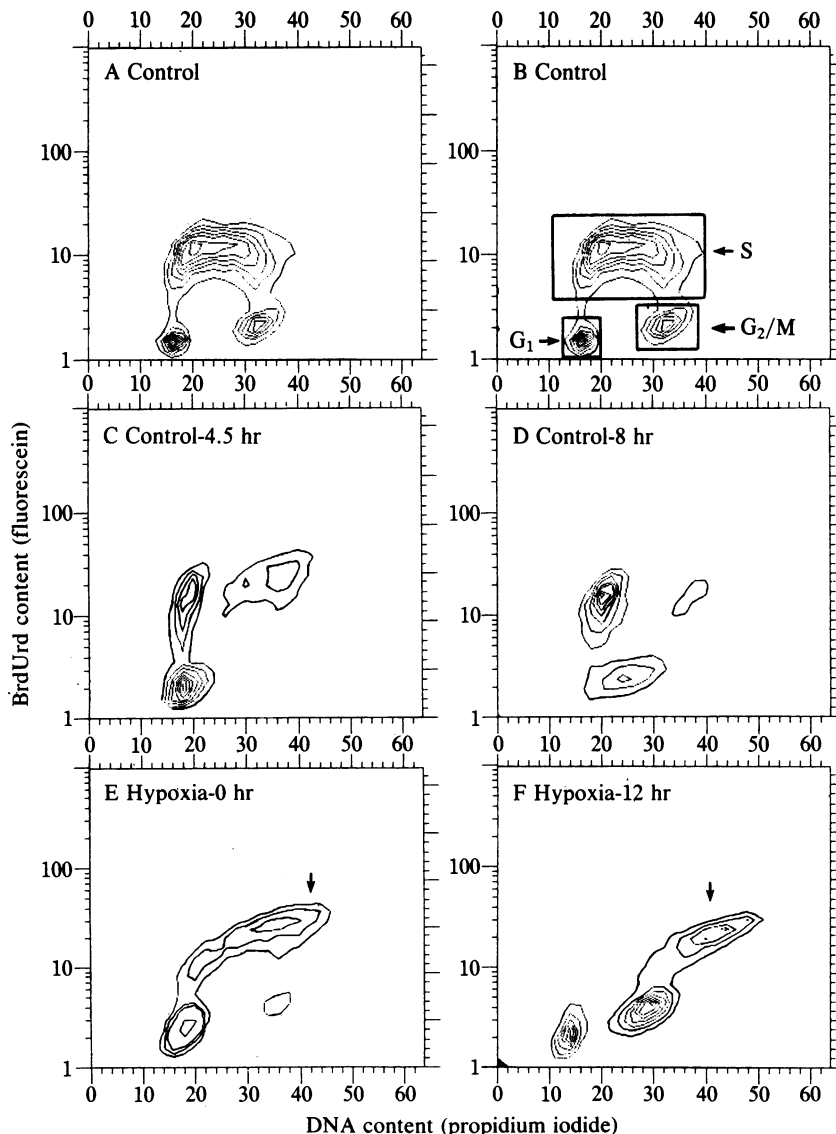 0 10 20 30 40 50 60 0 10 20 30 40 50 60
A Control
B Control
100 100
10 10
S
G₁
G₂/M
1 1
0 10 20 30 40 50 60 0 10 20 30 40 50 60
C Control-4.5 hr
D Control-8 hr
100 100
10 10
1 1
0 10 20 30 40 50 60 0 10 20 30 40 50 60
E Hypoxia-0 hr
F Hypoxia-12 hr
100 100
10 10
1 1
0 10 20 30 40 50 60 0 10 20 30 40 50 60
BrdUrd content (fluorescein)
DNA content (propidium iodide)